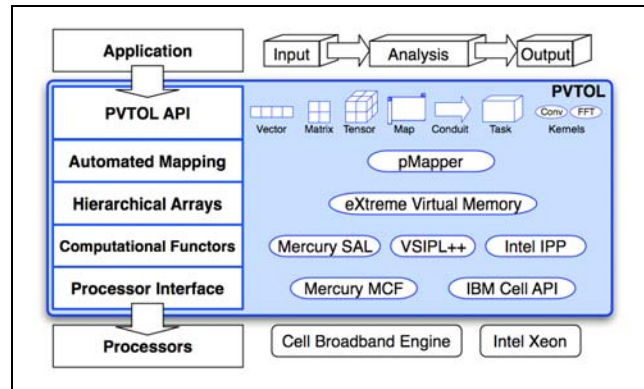 Application
Input
Analysis
Output
PVTOL
PVTOL API
Vector
Matrix
Tensor
Map
Conduit
Task
Conv
FFT
Kernels
Automated Mapping
pMapper
Hierarchical Arrays
eXtreme Virtual Memory
Computational Functors
Mercury SAL
VSIPL++
Intel IPP
Processor Interface
Mercury MCF
IBM Cell API
Processors
Cell Broadband Engine
Intel Xeon